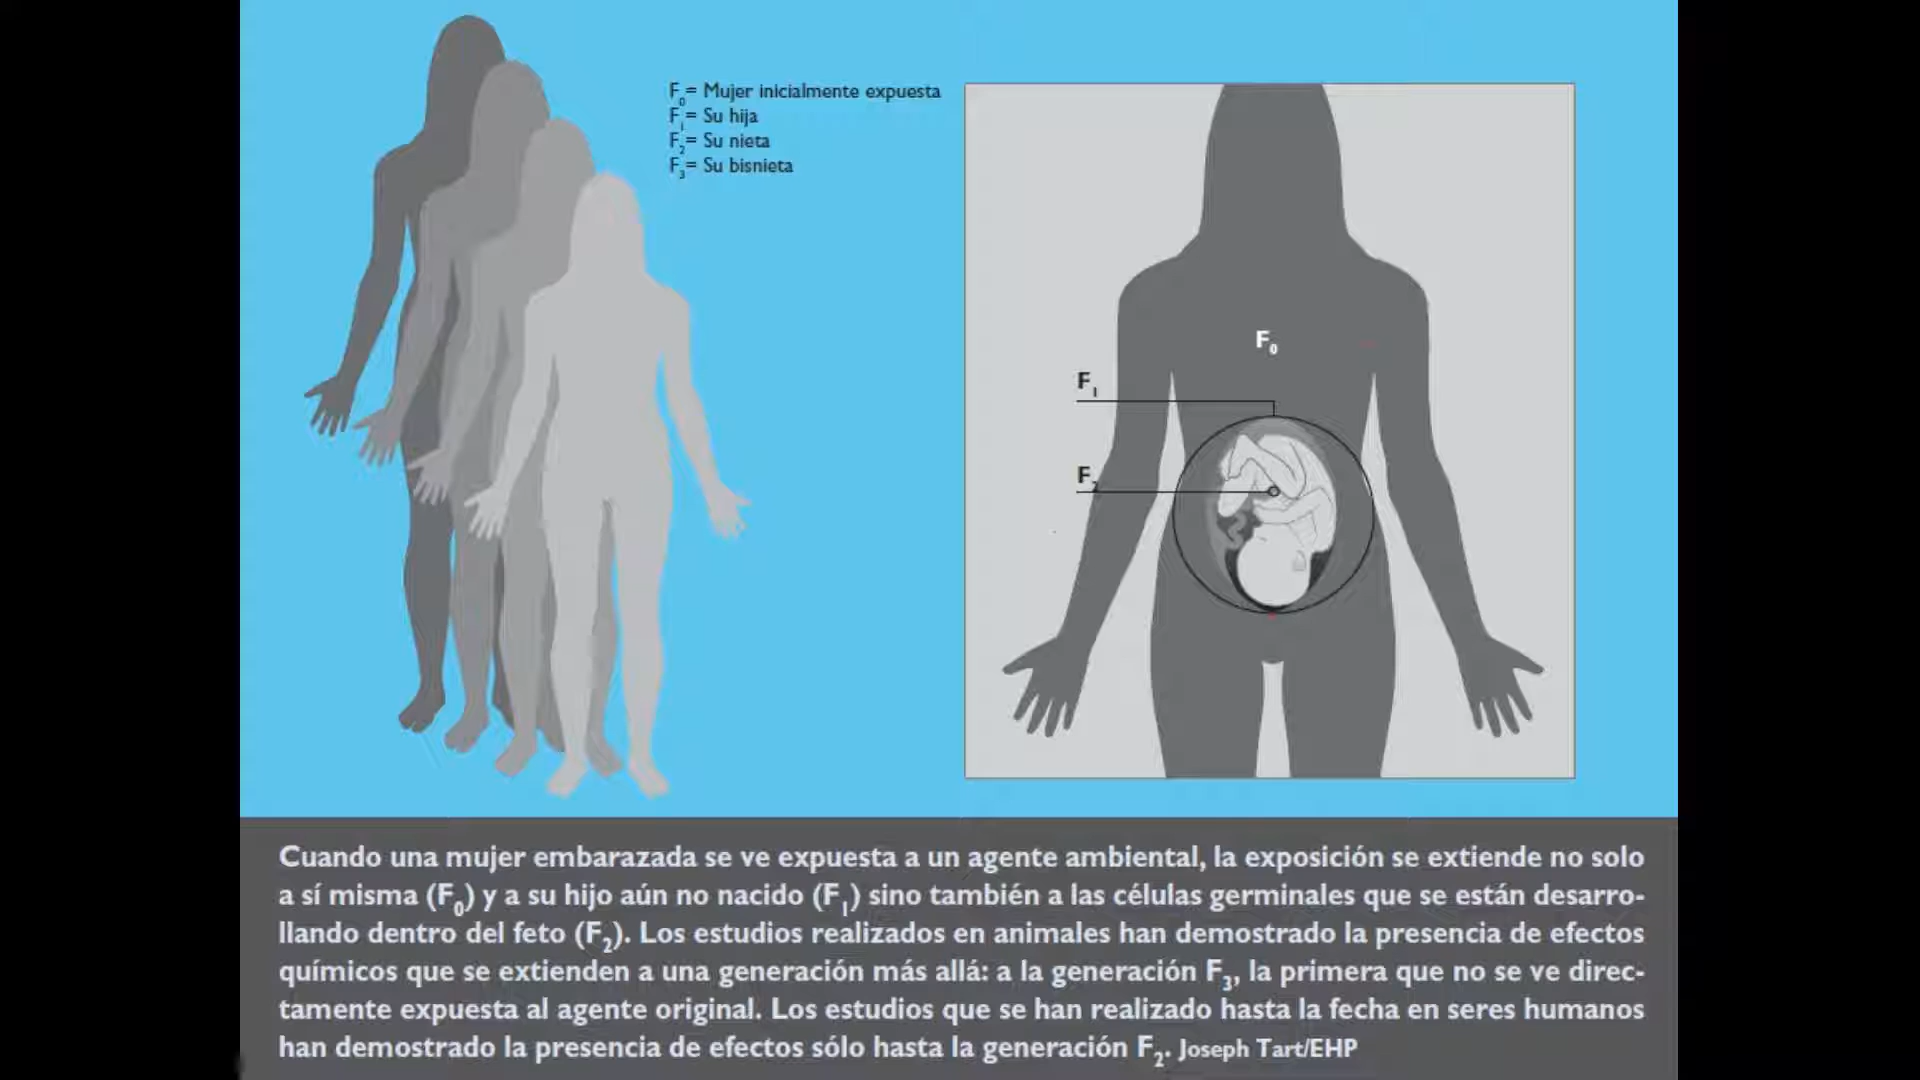 F₀= Mujer inicialmente expuesta
F₁= Su hija
F₂= Su nieta
F₃= Su bisnieta
F₀
F₁
F₂
Cuando una mujer embarazada se ve expuesta a un agente ambiental, la exposición se extiende no solo
a sí misma (F₀) y a su hijo aún no nacido (F₁) sino también a las células germinales que se están desarro-
llando dentro del feto (F₂). Los estudios realizados en animales han demostrado la presencia de efectos
químicos que se extienden a una generación más allá: a la generación F₃, la primera que no se ve direc-
tamente expuesta al agente original. Los estudios que se han realizado hasta la fecha en seres humanos
han demostrado la presencia de efectos sólo hasta la generación F₂. Joseph Tart/EHP